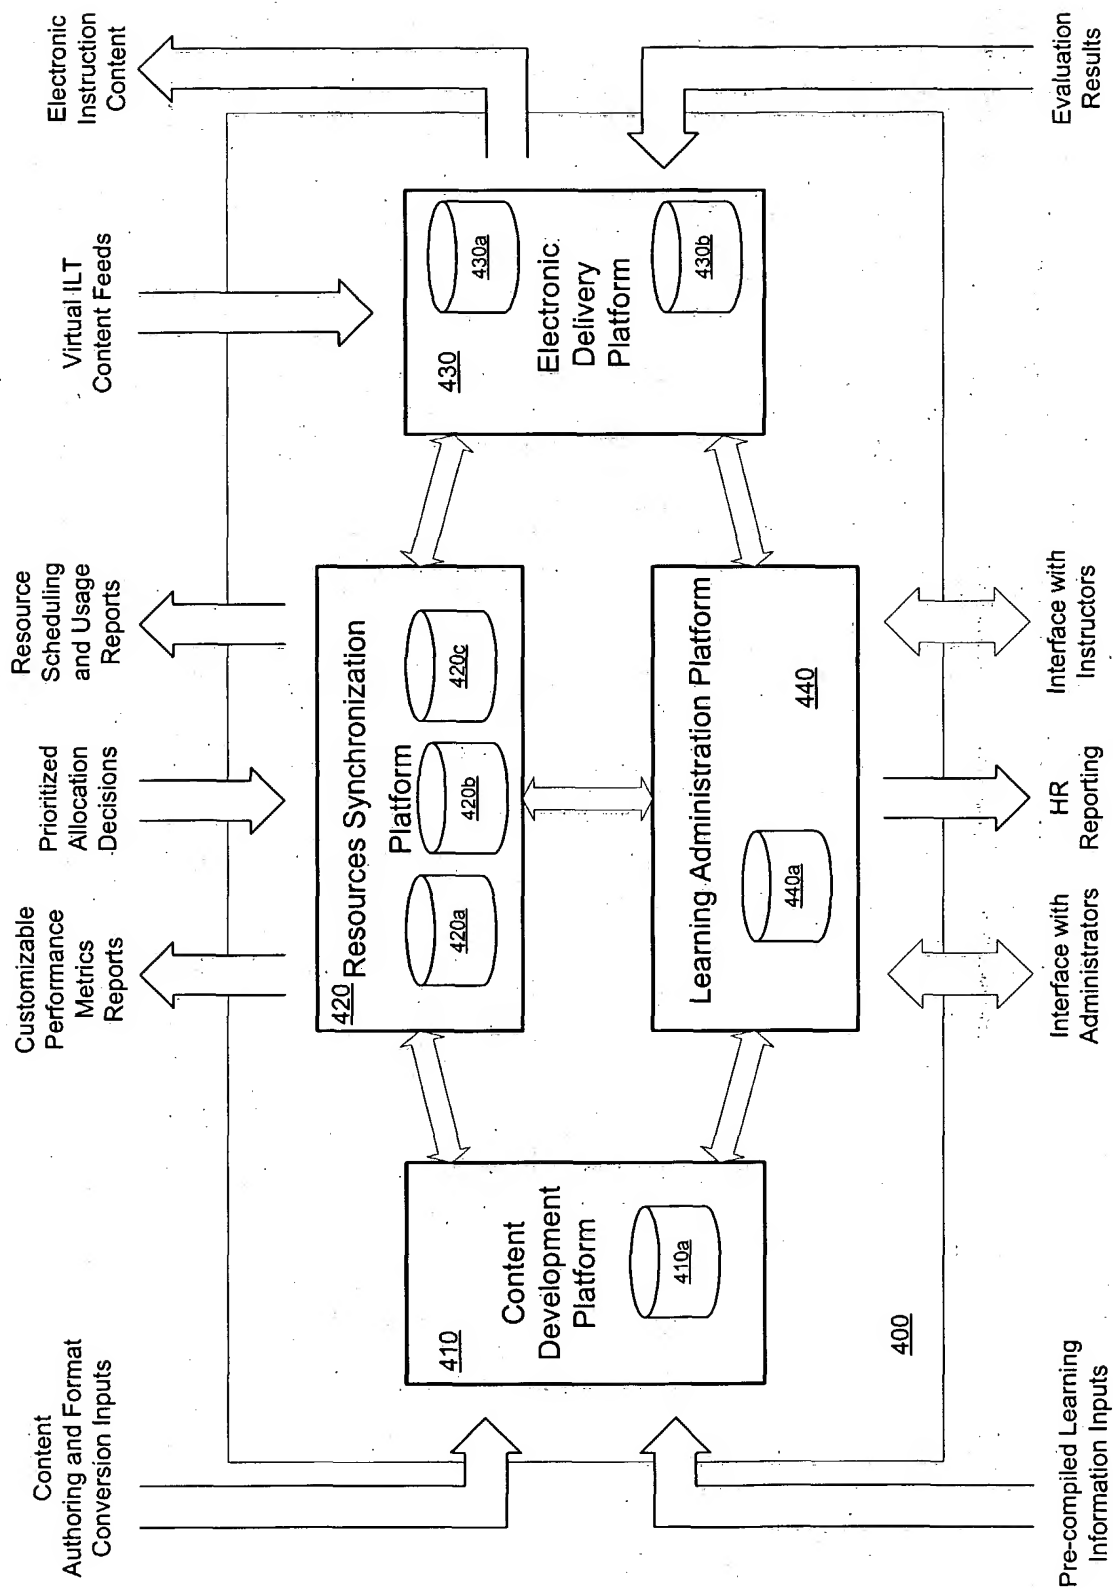 Content
Authoring and Format
Conversion Inputs
Customizable
Performance
Metrics
Reports
Prioritized
Allocation
Decisions
Resource
Scheduling
and Usage
Reports
Virtual ILT
Content Feeds
Electronic
Instruction
Content
410
Content
Development
Platform
410a
420 Resources Synchronization
Platform
420a
420b
420c
430
Electronic
Delivery
Platform
430a
430b
Learning Administration Platform
440
440a
400
Pre-compiled Learning
Information Inputs
Interface with
Administrators
HR
Reporting
Interface with
Instructors
Evaluation
Results